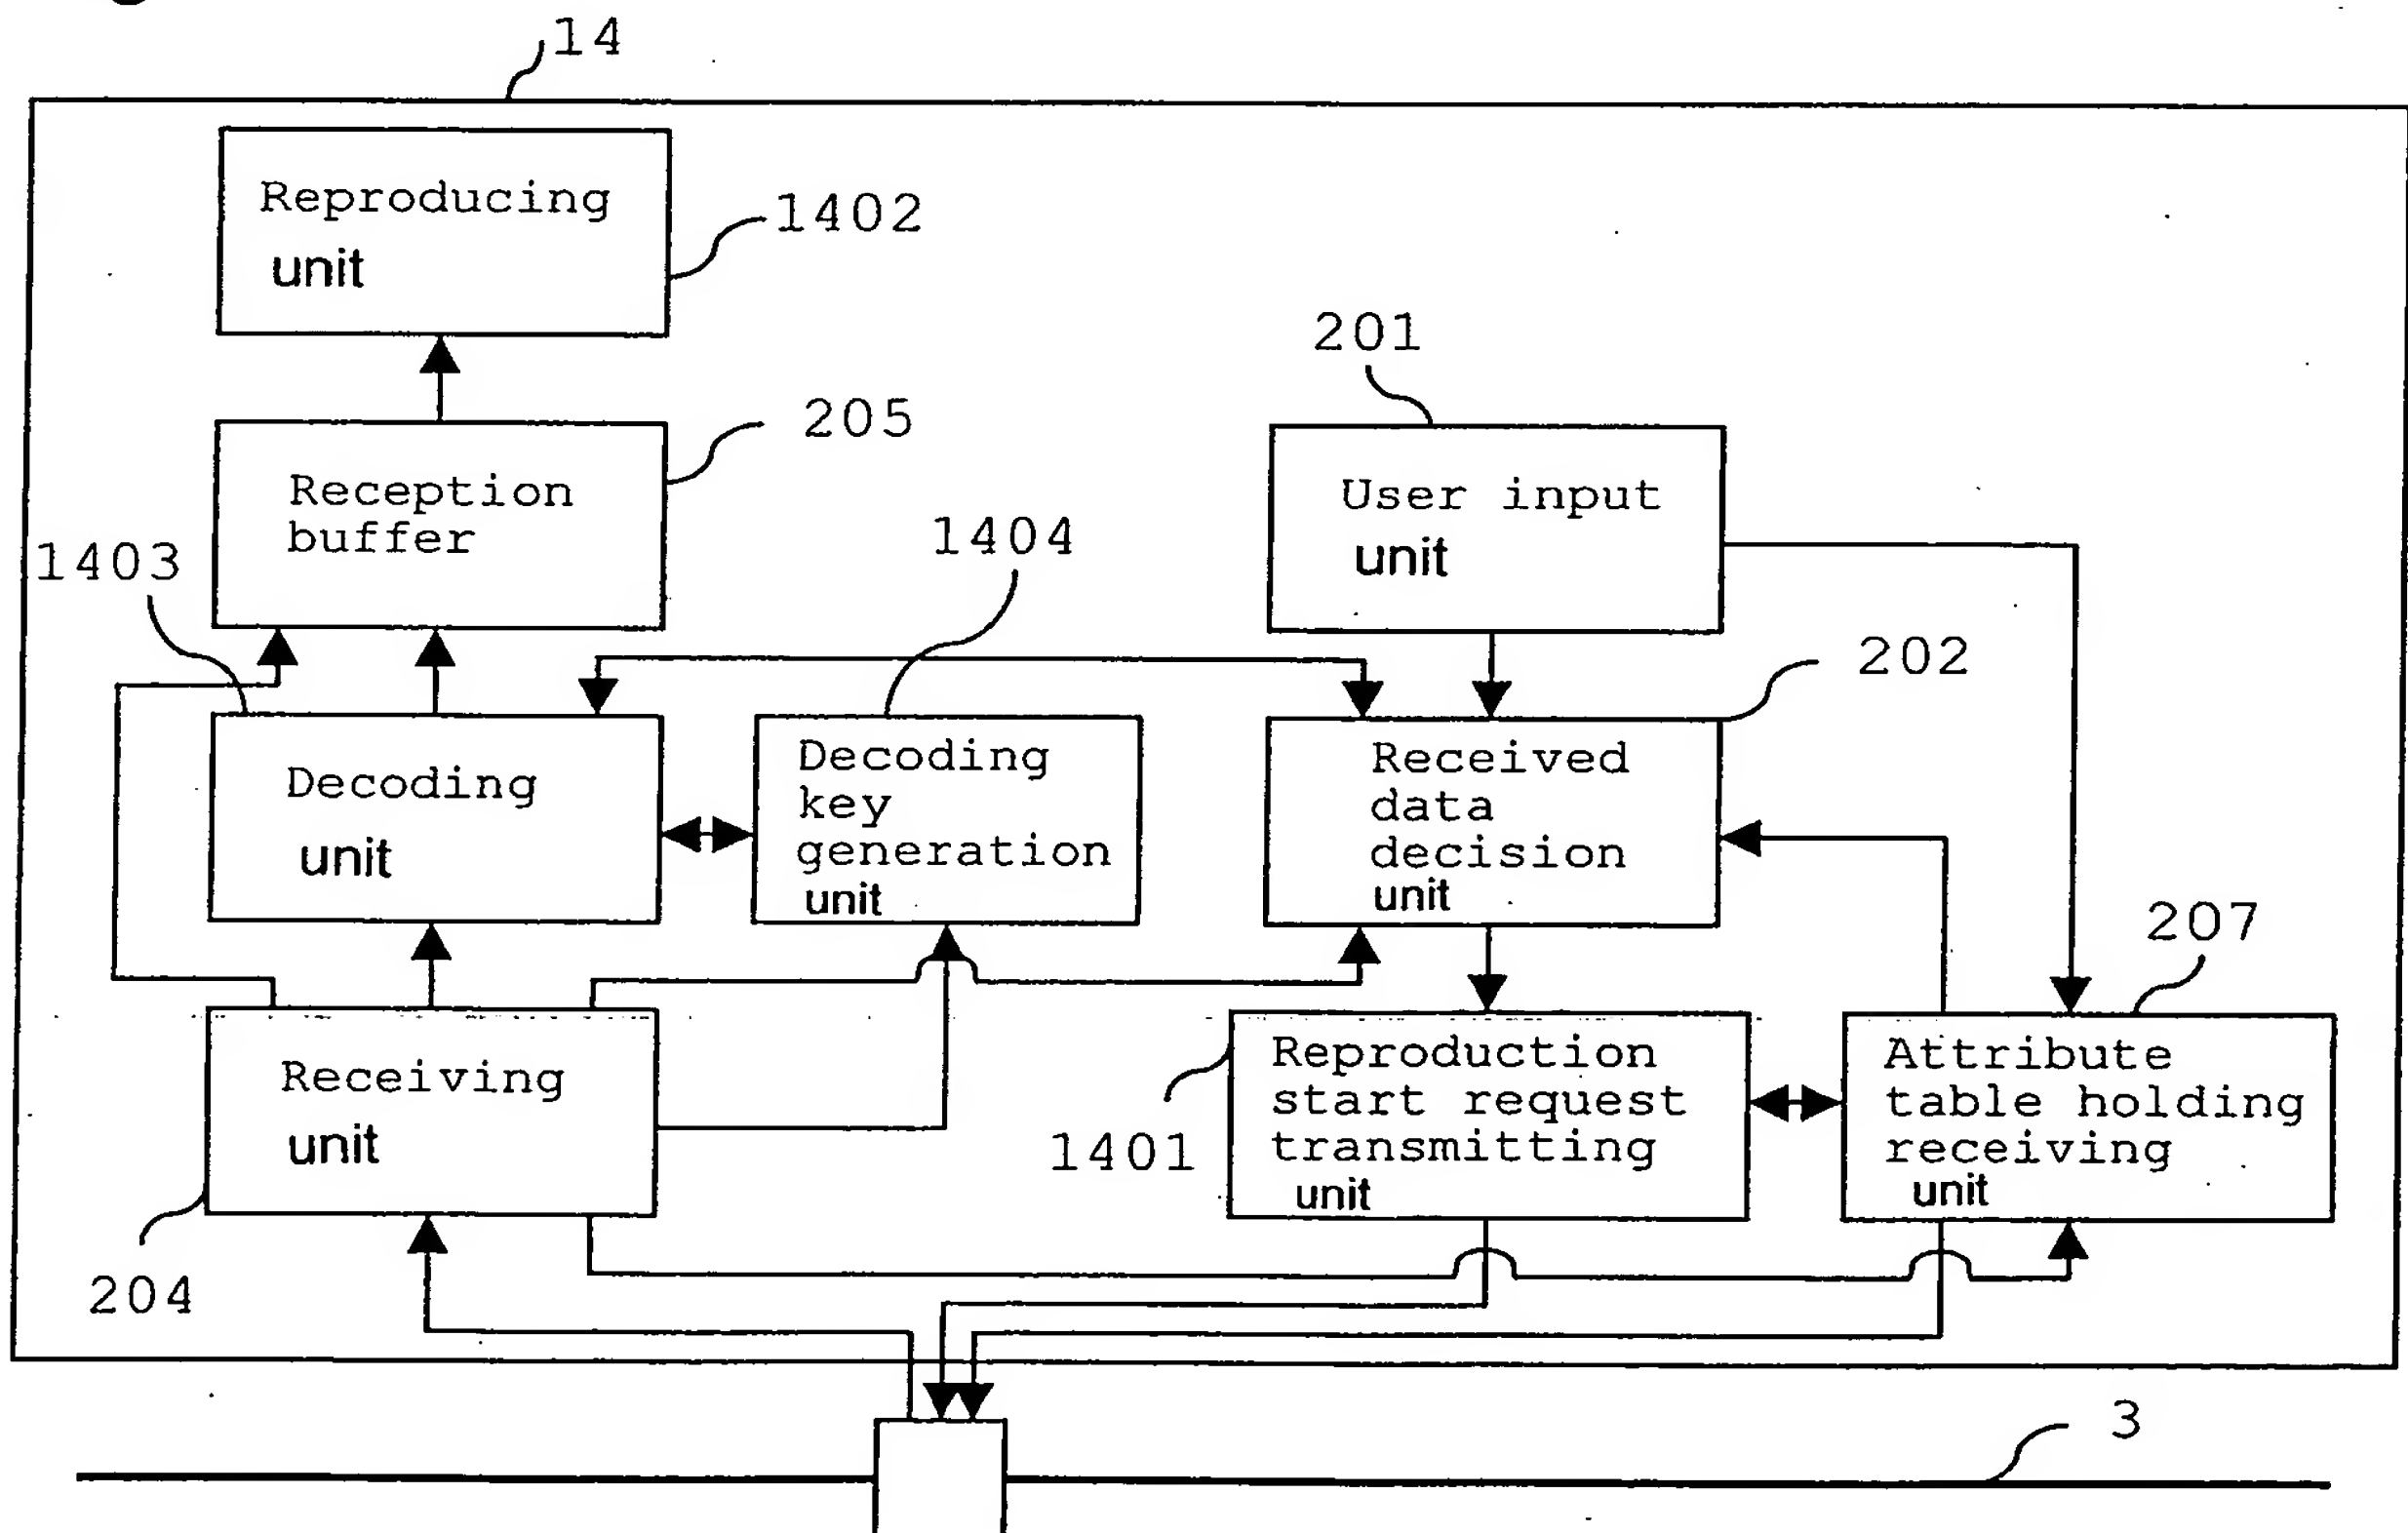 14
Reproducing
unit
1402
201
205
Reception
buffer
User input
unit
1404
1403
202
Decoding
unit
Decoding
key
generation
unit
Received
data
decision
unit
207
Receiving
unit
Reproduction
start request
transmitting
unit
Attribute
table holding
receiving
unit
1401
204
3